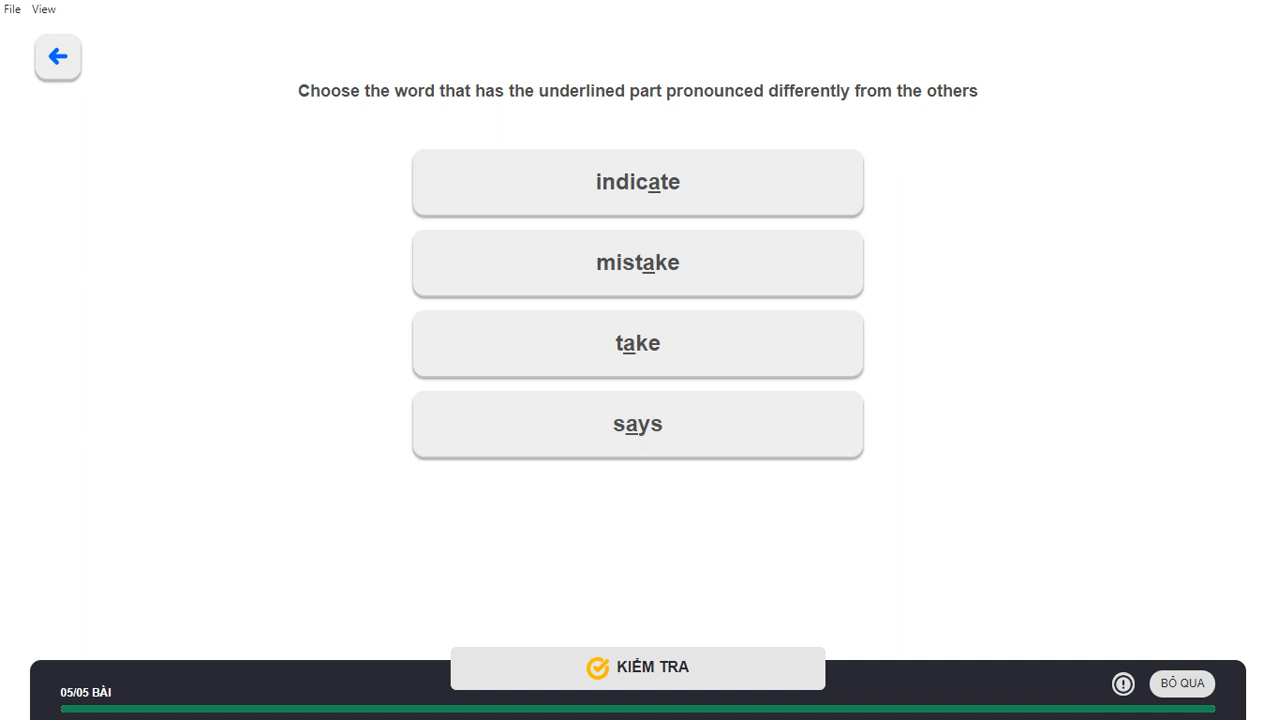 File View
Choose the word that has the underlined part pronounced differently from the others
indicate
mistake
take
says
KIỂM TRA
05/05 BÀI
BỎ QUA